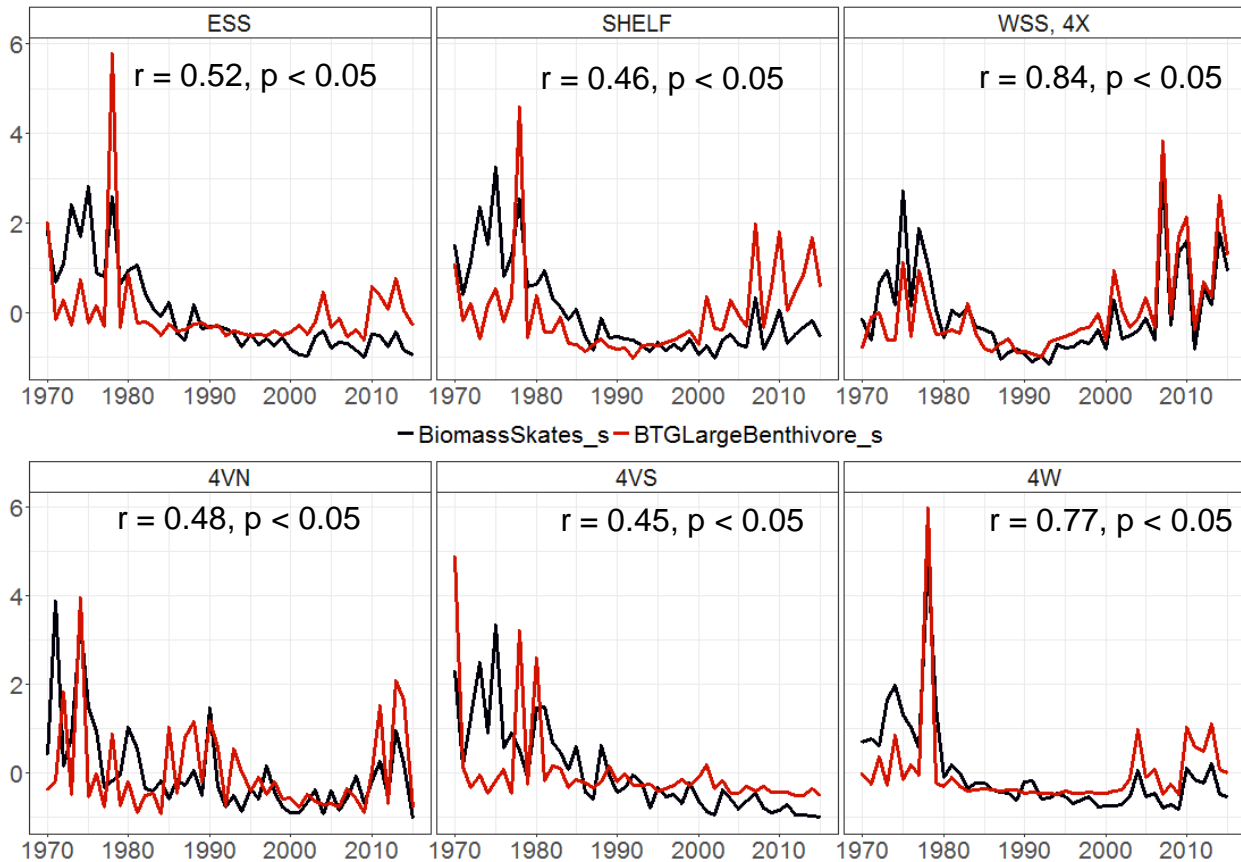 ESS SHELF WSS, 4X
r = 0.52, p < 0.05 r = 0.46, p < 0.05 r = 0.84, p < 0.05
6
4
2
0
1970 1980 1990 2000 2010 1970 1980 1990 2000 2010 1970 1980 1990 2000 2010
BiomassSkates_s BTGLargeBenthivore_s
4VN 4VS 4W
r = 0.48, p < 0.05 r = 0.45, p < 0.05 r = 0.77, p < 0.05
6
4
2
0
1970 1980 1990 2000 2010 1970 1980 1990 2000 2010 1970 1980 1990 2000 2010